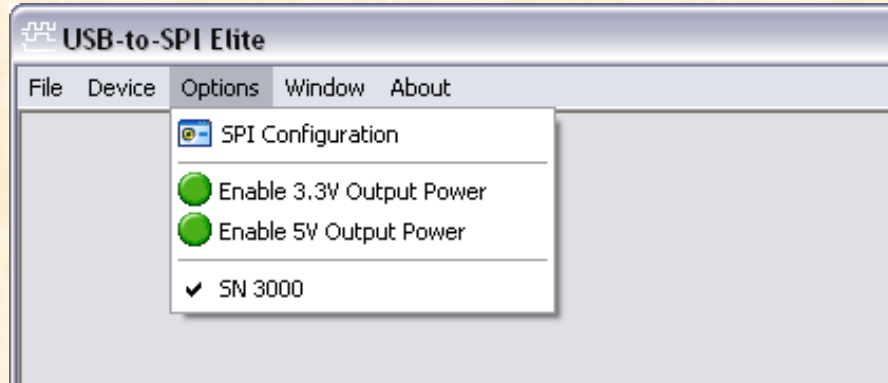 USB-to-SPI Elite
File Device Options Window About
SPI Configuration
Enable 3.3V Output Power
Enable 5V Output Power
SN 3000